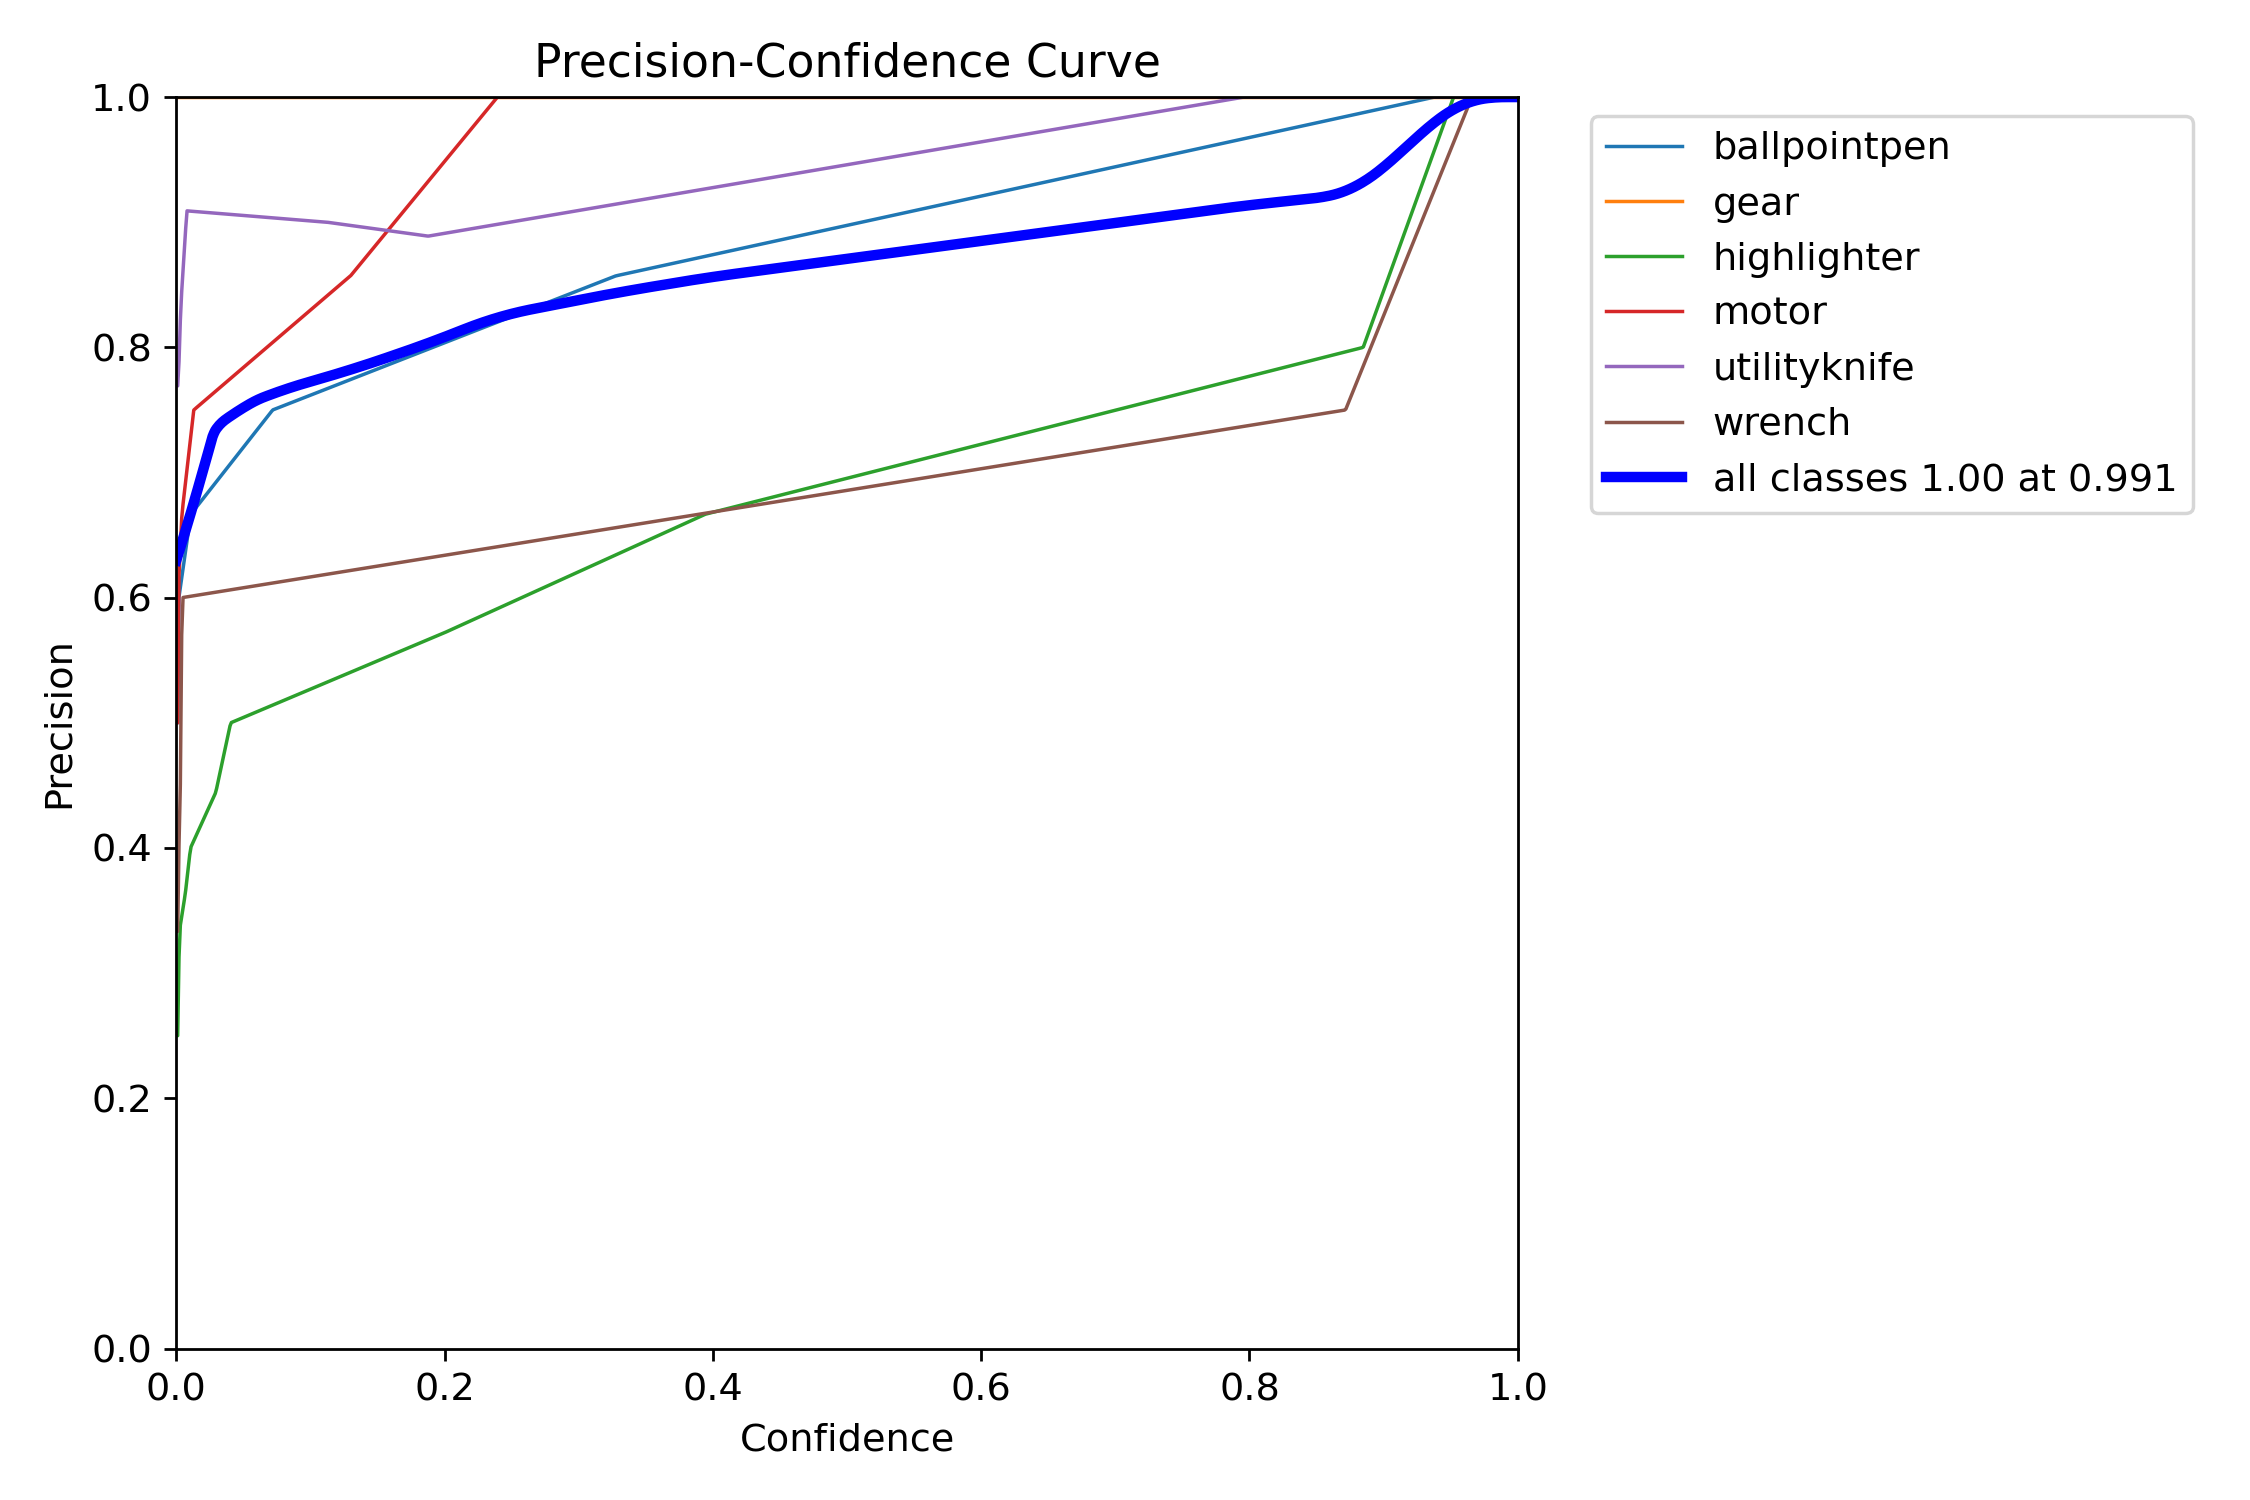 Precision-Confidence Curve
1.0
0.8
0.6
0.4
0.2
0.0
Precision
0.0 0.2 0.4 0.6 0.8 1.0
Confidence
ballpointpen
gear
highlighter
motor
utilityknife
wrench
all classes 1.00 at 0.991